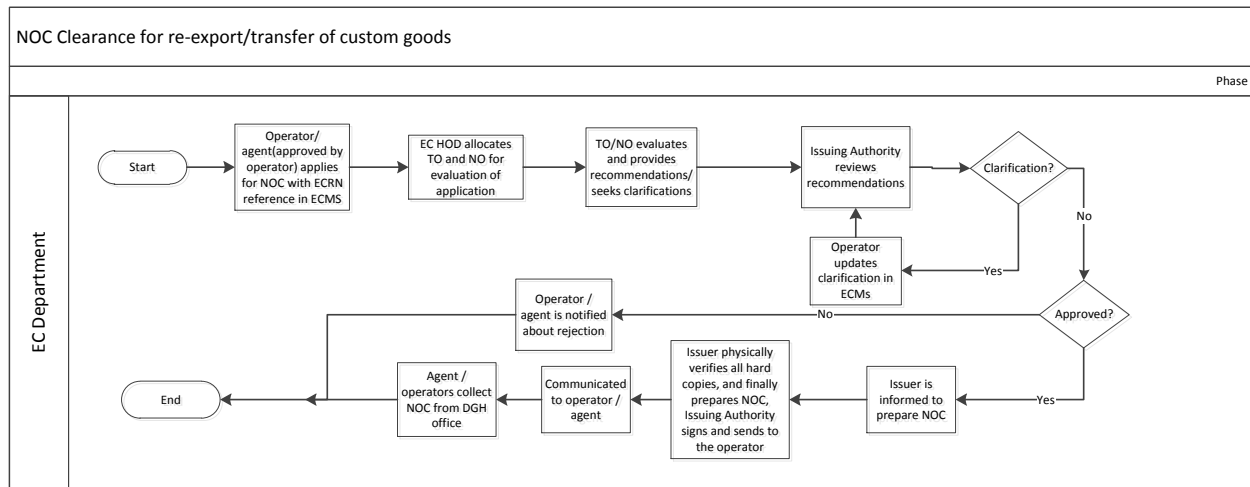 NOC Clearance for re-export/transfer of custom goods
Phase
EC Department
Start
Operator/
agent(approved by
operator) applies
for NOC with ECRN
reference in ECMS
EC HOD allocates
TO and NO for
evaluation of
application
TO/NO evaluates
and provides
recommendations/
seeks clarifications
Issuing Authority
reviews
recommendations
Clarification?
No
Yes
Operator
updates
clarification in
ECMs
Approved?
No
Operator /
agent is notified
about rejection
Yes
Issuer is
informed to
prepare NOC
Issuer physically
verifies all hard
copies, and finally
prepares NOC,
Issuing Authority
signs and sends to
the operator
Communicated
to operator /
agent
Agent /
operators collect
NOC from DGH
office
End